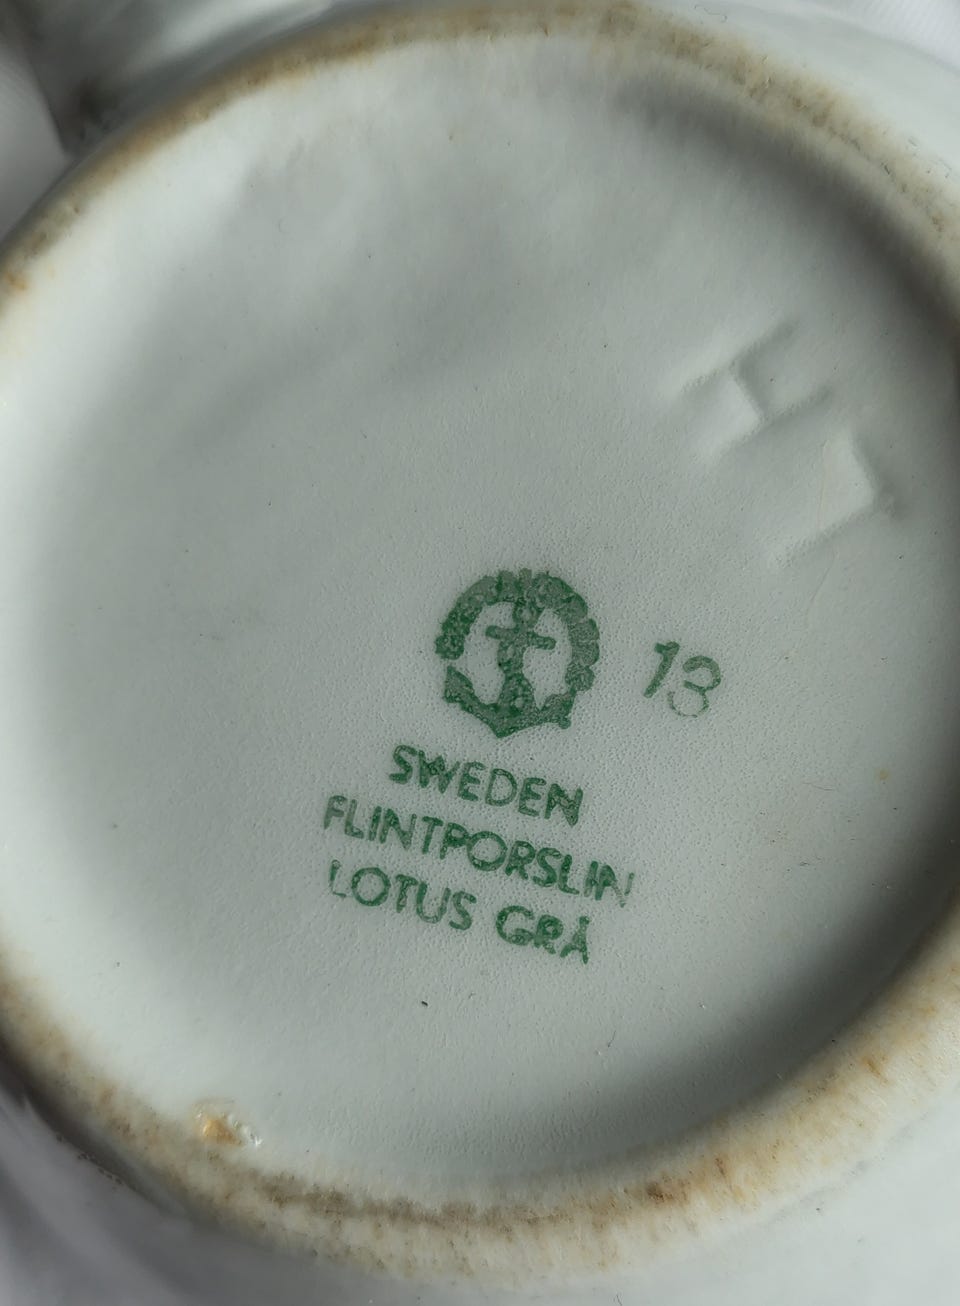 13
SWEDEN
FLINTPORSLIN
LOTUS GRÅ